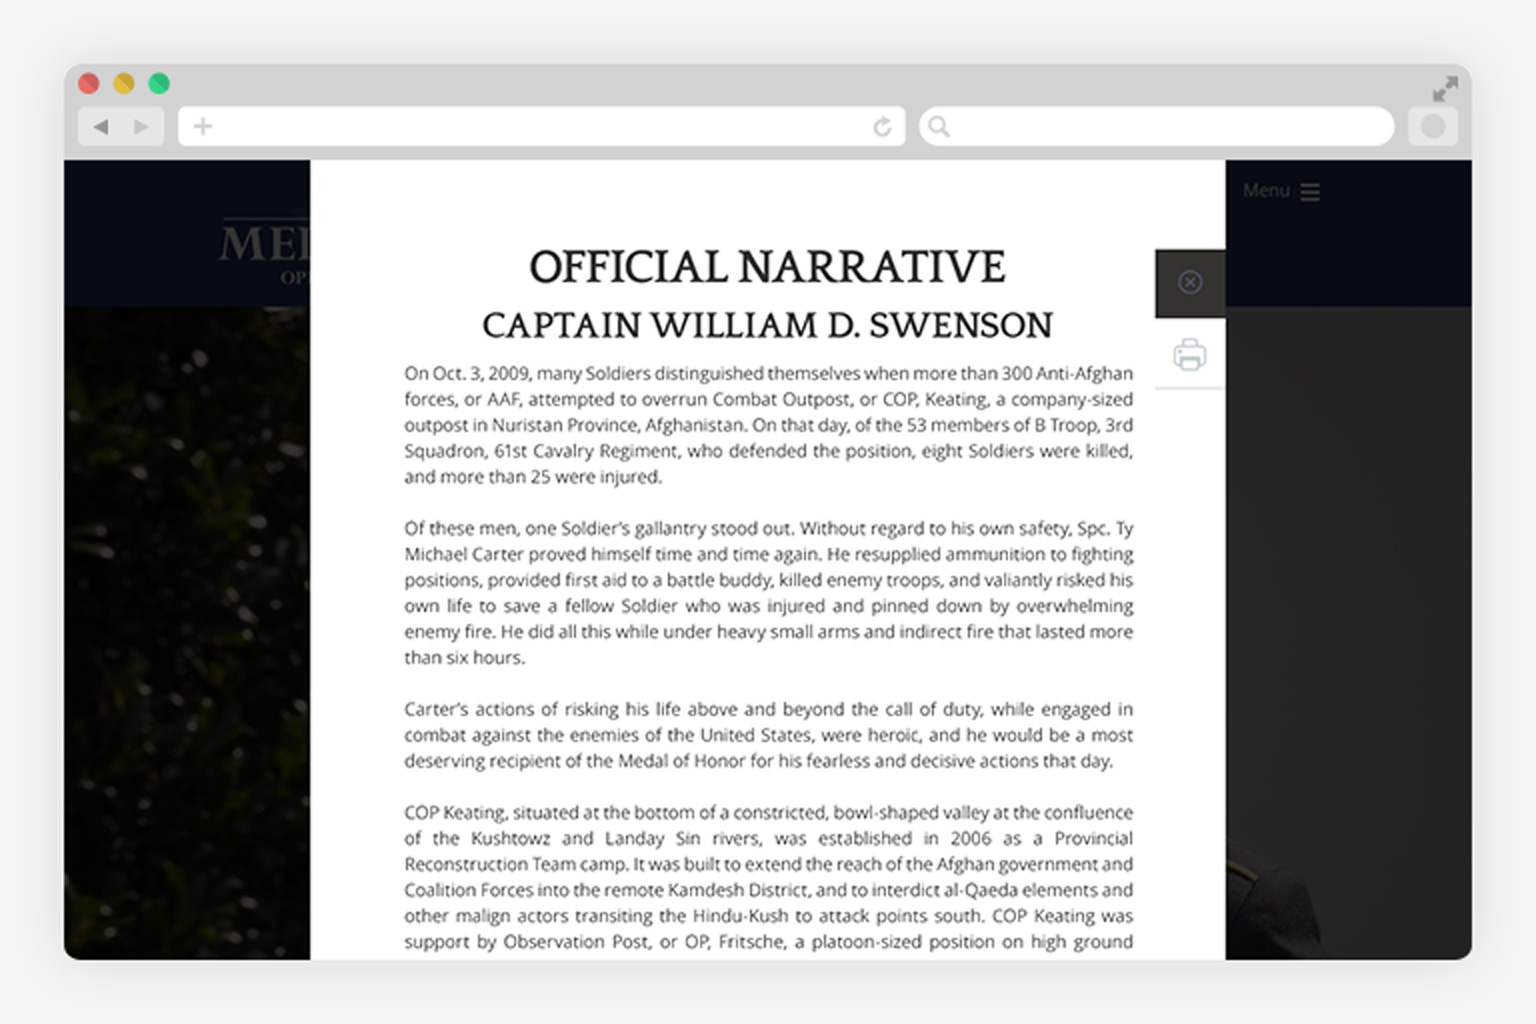 Menu
MED
OP
OFFICIAL NARRATIVE
CAPTAIN WILLIAM D. SWENSON
On Oct. 3, 2009, many Soldiers distinguished themselves when more than 300 Anti-Afghan
forces, or AAF, attempted to overrun Combat Outpost, or COP, Keating, a company-sized
outpost in Nuristan Province, Afghanistan. On that day, of the 53 members of B Troop, 3rd
Squadron, 61st Cavalry Regiment, who defended the position, eight Soldiers were killed,
and more than 25 were injured.
Of these men, one Soldier’s gallantry stood out. Without regard to his own safety, Spc. Ty
Michael Carter proved himself time and time again. He resupplied ammunition to fighting
positions, provided first aid to a battle buddy, killed enemy troops, and valiantly risked his
own life to save a fellow Soldier who was injured and pinned down by overwhelming
enemy fire. He did all this while under heavy small arms and indirect fire that lasted more
than six hours.
Carter’s actions of risking his life above and beyond the call of duty, while engaged in
combat against the enemies of the United States, were heroic, and he would be a most
deserving recipient of the Medal of Honor for his fearless and decisive actions that day.
COP Keating, situated at the bottom of a constricted, bowl-shaped valley at the confluence
of the Kushtowz and Landay Sin rivers, was established in 2006 as a Provincial
Reconstruction Team camp. It was built to extend the reach of the Afghan government and
Coalition Forces into the remote Kamdesh District, and to interdict al-Qaeda elements and
other malign actors transiting the Hindu-Kush to attack points south. COP Keating was
support by Observation Post, or OP, Fritsche, a platoon-sized position on high ground